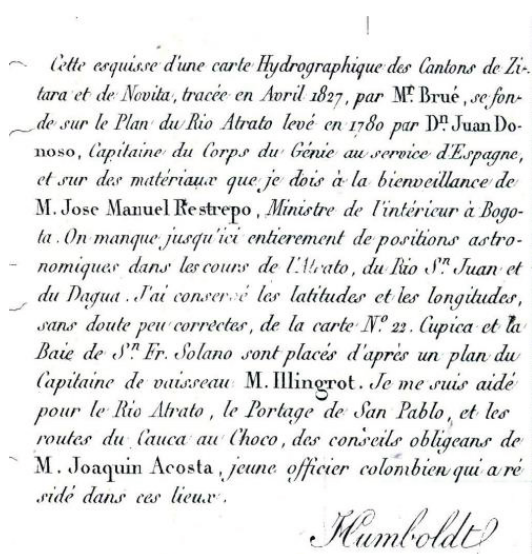 Cette esquisse d'une carte Hydrographique des Cantons de Zi-
tara et de Novita, tracée en Avril 1827, par Mr. Brué, se fon-
de sur le Plan du Rio Atrato levé en 1780 par Dn. Juan Do-
noso, Capitaine du Corps du Génie au service d'Espagne,
et sur des matériaux que je dois à la bienveillance de
M. Jose Manuel Restrepo, Ministre de l'intérieur à Bogo-
ta. On manque jusqu'ici entierement de positions astro-
nomiques dans les cours de l'Atrato, du Rio Sn. Juan et
du Dagua. J'ai conservé les latitudes et les longitudes,
sans doute peu correctes, de la carte No. 22. Cupica et la
Baie de Sn. Fr. Solano sont placés d'après un plan du
Capitaine de vaisseau M. Illingrot. Je me suis aidé
pour le Rio Atrato, le Portage de San Pablo, et les
routes du Cauca au Choco, des conseils obligeans de
M. Joaquin Acosta, jeune officier colombien qui a ré
sidé dans ces lieux.
Humboldt